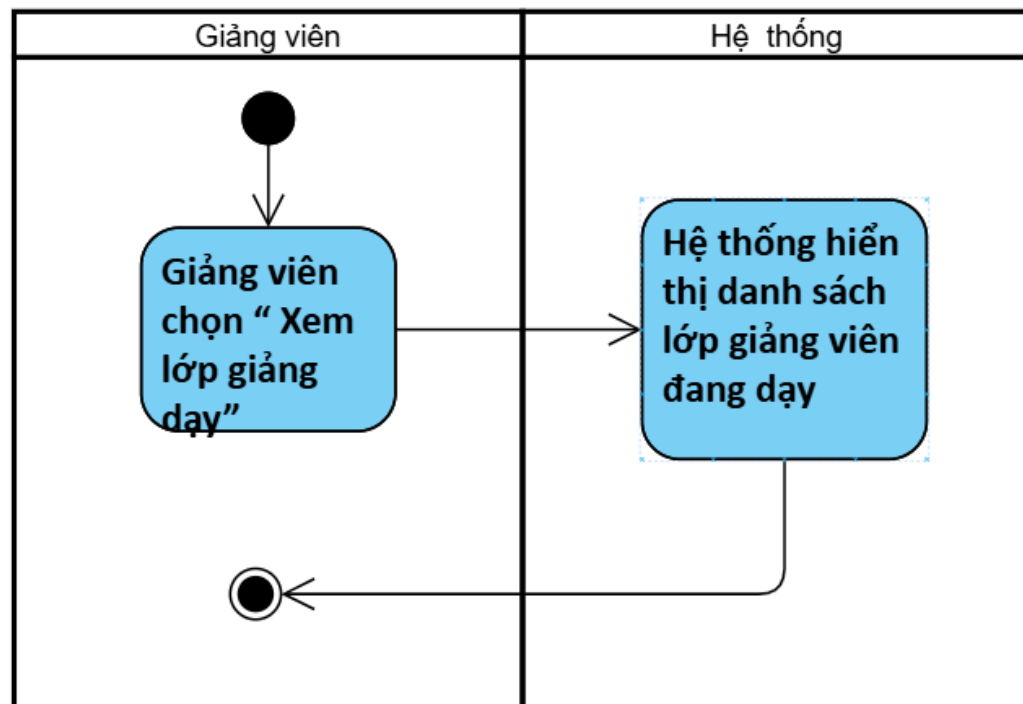 Giảng viên
Hệ thống
Giảng viên
chọn “ Xem
lớp giảng
dạy”
Hệ thống hiển
thị danh sách
lớp giảng viên
đang dạy